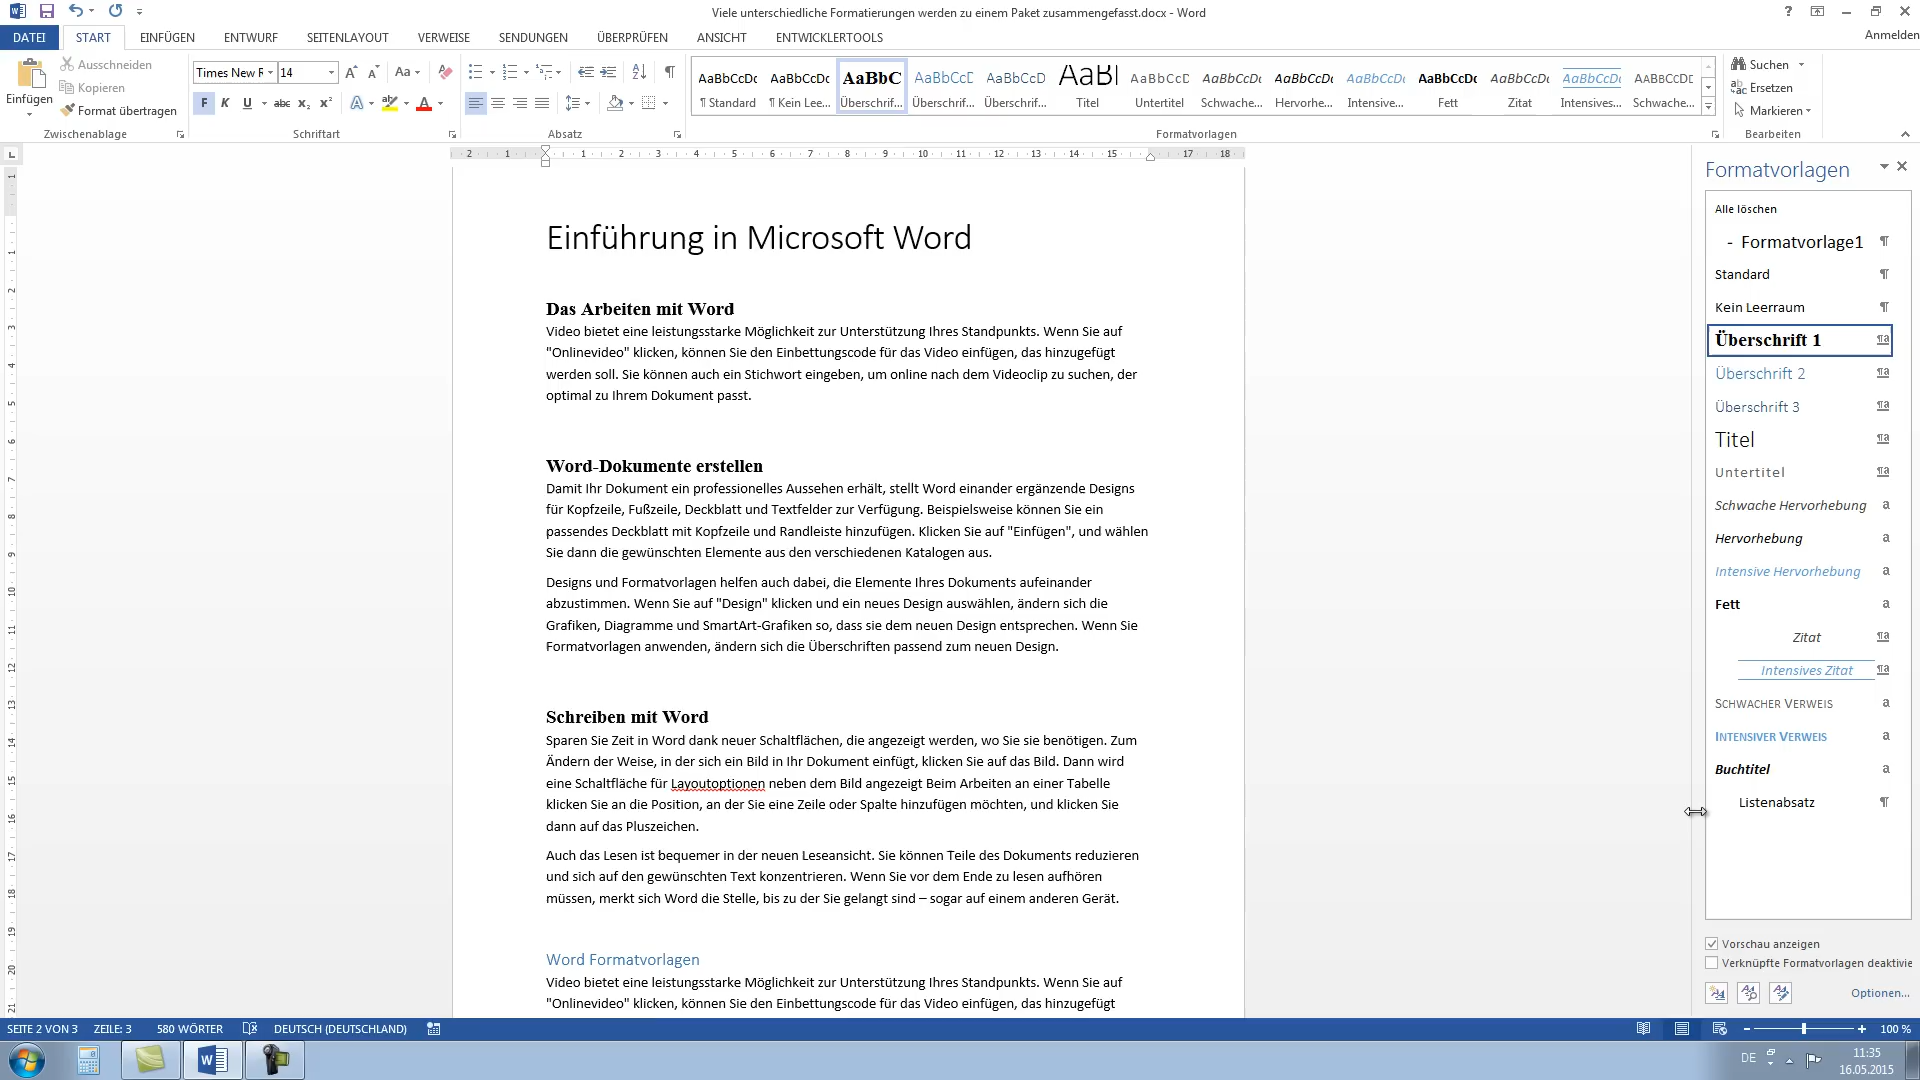 Viele unterschiedliche Formatierungen werden zu einem Paket zusammengefasst.docx - Word
DATEI START EINFÜGEN ENTWURF SEITENLAYOUT VERWEISE SENDUNGEN ÜBERPRÜFEN ANSICHT ENTWICKLERTOOLS
Anmelden
Einfügen
Ausschneiden
Kopieren
Format übertragen
Zwischenablage
Times New R 14
Schriftart
Absatz
AaBbCcDc AaBbCcDc AaBbC AaBbCcD AaBbCcD AaBl AaBbCcD AaBbCcDc AaBbCcDc AaBbCcDc AaBbCcDc AaBbCcDc AaBbCcDc AaBbCcDc
¶ Standard ¶ Kein Lee... Überschrif... Überschrif... Überschrif... Titel Untertitel Schwache... Hervorhe... Intensive... Fett Zitat Intensives... Schwache...
Formatvorlagen
Suchen
Ersetzen
Markieren
Bearbeiten
2 1 1 2 3 4 5 6 7 8 9 10 11 12 13 14 15 17 18
Einführung in Microsoft Word
Das Arbeiten mit Word
Video bietet eine leistungsstarke Möglichkeit zur Unterstützung Ihres Standpunkts. Wenn Sie auf
"Onlinevideo" klicken, können Sie den Einbettungscode für das Video einfügen, das hinzugefügt
werden soll. Sie können auch ein Stichwort eingeben, um online nach dem Videoclip zu suchen, der
optimal zu Ihrem Dokument passt.
Word-Dokumente erstellen
Damit Ihr Dokument ein professionelles Aussehen erhält, stellt Word einander ergänzende Designs
für Kopfzeile, Fußzeile, Deckblatt und Textfelder zur Verfügung. Beispielsweise können Sie ein
passendes Deckblatt mit Kopfzeile und Randleiste hinzufügen. Klicken Sie auf "Einfügen", und wählen
Sie dann die gewünschten Elemente aus den verschiedenen Katalogen aus.
Designs und Formatvorlagen helfen auch dabei, die Elemente Ihres Dokuments aufeinander
abzustimmen. Wenn Sie auf "Design" klicken und ein neues Design auswählen, ändern sich die
Grafiken, Diagramme und SmartArt-Grafiken so, dass sie dem neuen Design entsprechen. Wenn Sie
Formatvorlagen anwenden, ändern sich die Überschriften passend zum neuen Design.
Schreiben mit Word
Sparen Sie Zeit in Word dank neuer Schaltflächen, die angezeigt werden, wo Sie sie benötigen. Zum
Ändern der Weise, in der sich ein Bild in Ihr Dokument einfügt, klicken Sie auf das Bild. Dann wird
eine Schaltfläche für Layoutoptionen neben dem Bild angezeigt Beim Arbeiten an einer Tabelle
klicken Sie an die Position, an der Sie eine Zeile oder Spalte hinzufügen möchten, und klicken Sie
dann auf das Pluszeichen.
Auch das Lesen ist bequemer in der neuen Leseansicht. Sie können Teile des Dokuments reduzieren
und sich auf den gewünschten Text konzentrieren. Wenn Sie vor dem Ende zu lesen aufhören
müssen, merkt sich Word die Stelle, bis zu der Sie gelangt sind – sogar auf einem anderen Gerät.
Word Formatvorlagen
Video bietet eine leistungsstarke Möglichkeit zur Unterstützung Ihres Standpunkts. Wenn Sie auf
"Onlinevideo" klicken, können Sie den Einbettungscode für das Video einfügen, das hinzugefügt
Formatvorlagen
Alle löschen
- Formatvorlage1 ¶
Standard ¶
Kein Leerraum ¶
Überschrift 1 ¶a
Überschrift 2 ¶a
Überschrift 3 ¶a
Titel ¶a
Untertitel ¶a
Schwache Hervorhebung a
Hervorhebung a
Intensive Hervorhebung a
Fett a
Zitat ¶a
Intensives Zitat ¶a
Schwacher Verweis a
Intensiver Verweis a
Buchtitel a
Listenabsatz ¶
Vorschau anzeigen
Verknüpfte Formatvorlagen deaktivie
Optionen...
SEITE 2 VON 3 ZEILE: 3 580 WÖRTER DEUTSCH (DEUTSCHLAND) 100 %
DE 11:35
16.05.2015